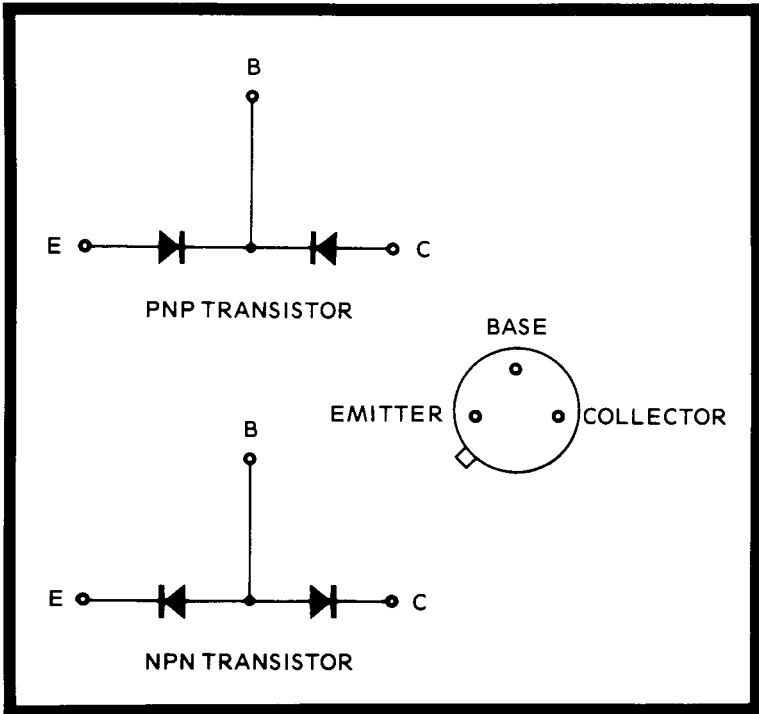 B
E
C
PNP TRANSISTOR
BASE
EMITTER
COLLECTOR
B
E
C
NPN TRANSISTOR